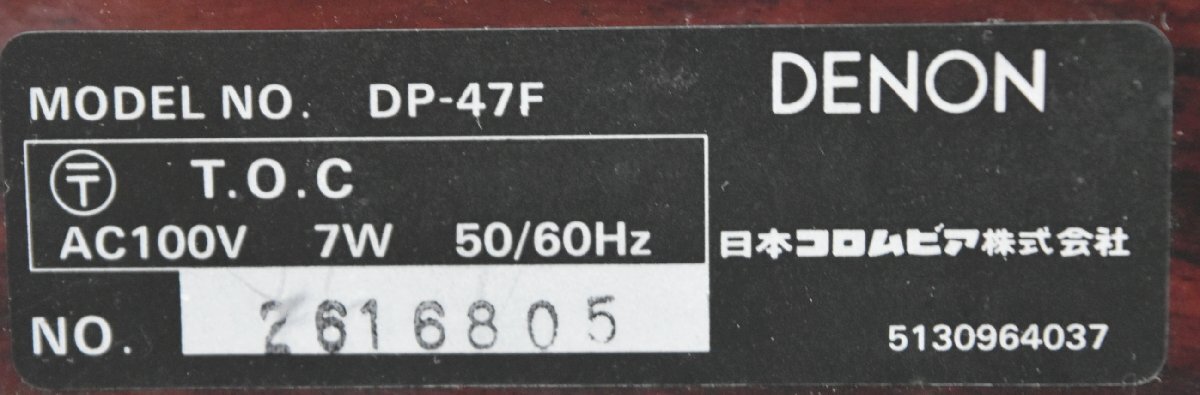 DENON
MODEL NO. DP-47F
〶 T.O.C
AC100V 7W 50/60Hz
日本コロムビア株式会社
NO. 2616805
5130964037